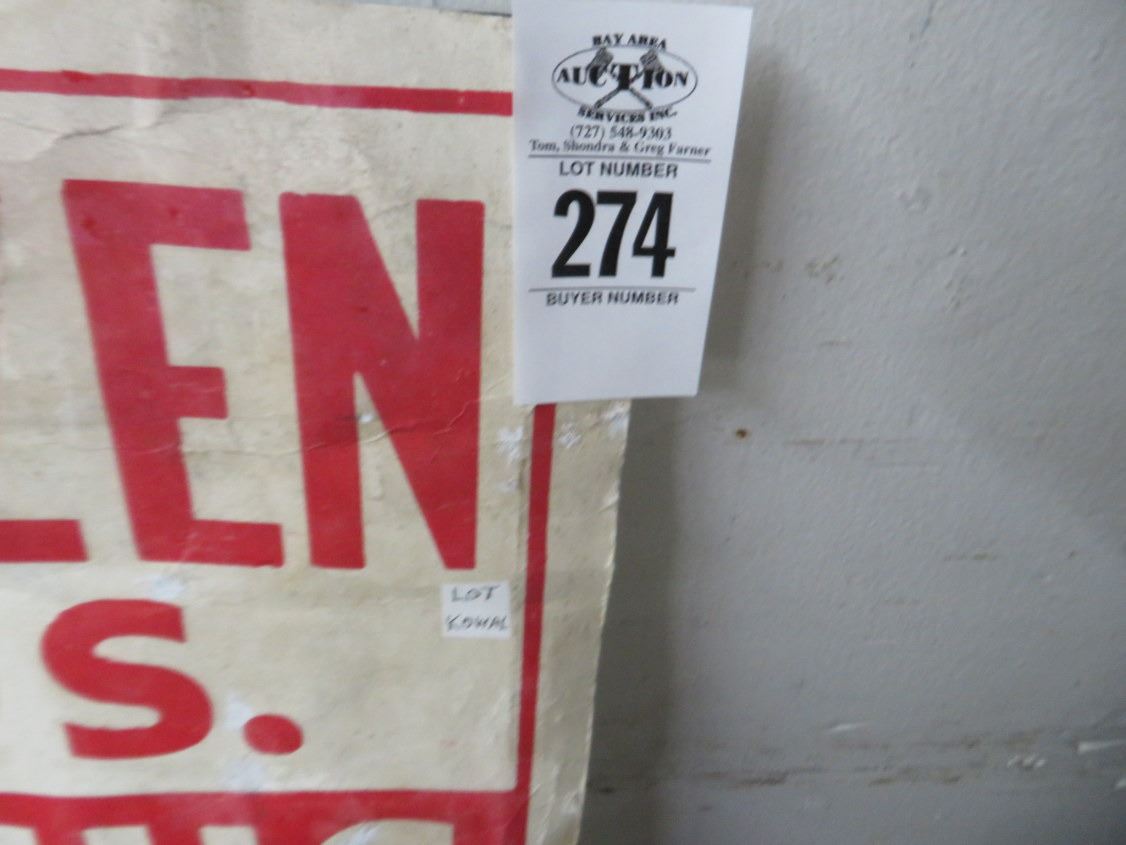 BAY AREA
AUCTION
SERVICES INC.
(727) 548-9303
Tom, Shondra & Greg Farner
LOT NUMBER
274
BUYER NUMBER
LEN
LOT
KOWAL
S.